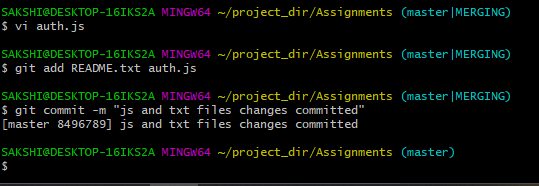 SAKSHI@DESKTOP-16IKS2A MINGW64 ~/project_dir/Assignments (master|MERGING)
$ vi auth.js
SAKSHI@DESKTOP-16IKS2A MINGW64 ~/project_dir/Assignments (master|MERGING)
$ git add README.txt auth.js
SAKSHI@DESKTOP-16IKS2A MINGW64 ~/project_dir/Assignments (master|MERGING)
$ git commit -m "js and txt files changes committed"
[master 8496789] js and txt files changes committed
SAKSHI@DESKTOP-16IKS2A MINGW64 ~/project_dir/Assignments (master)
$